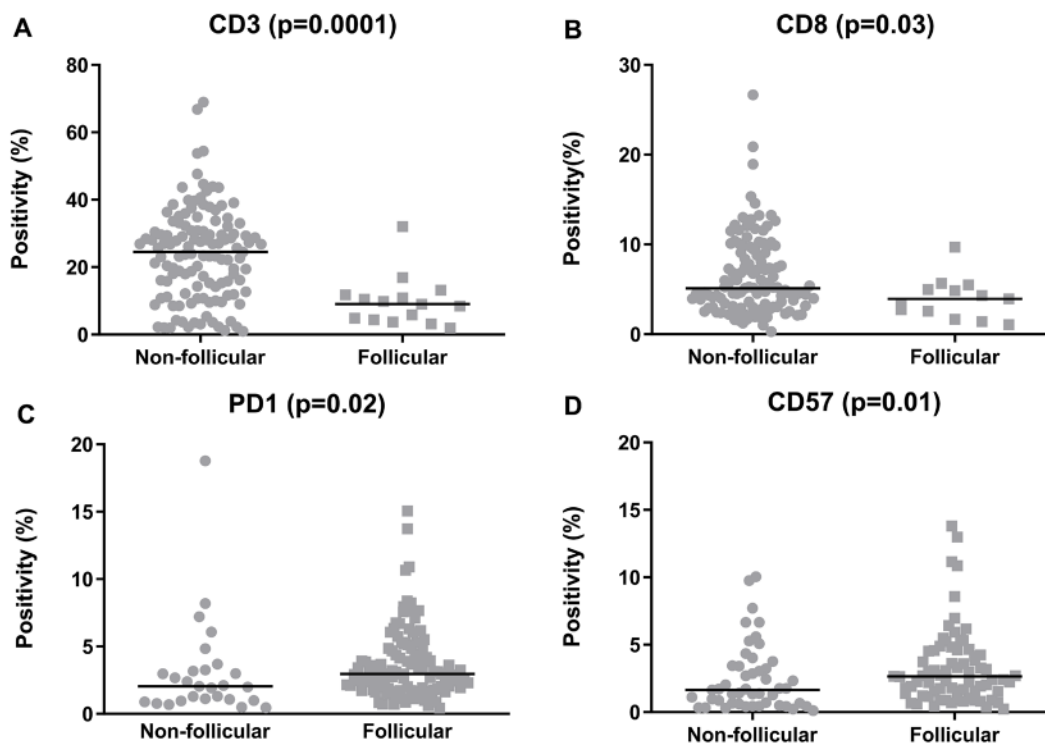 A
CD3 (p=0.0001)
Positivity (%)
80
60
40
20
0
Non-follicular
Follicular
B
CD8 (p=0.03)
Positivity(%)
30
20
10
0
Non-follicular
Follicular
C
PD1 (p=0.02)
Positivity (%)
20
15
10
5
0
Non-follicular
Follicular
D
CD57 (p=0.01)
Positivity (%)
20
15
10
5
0
Non-follicular
Follicular